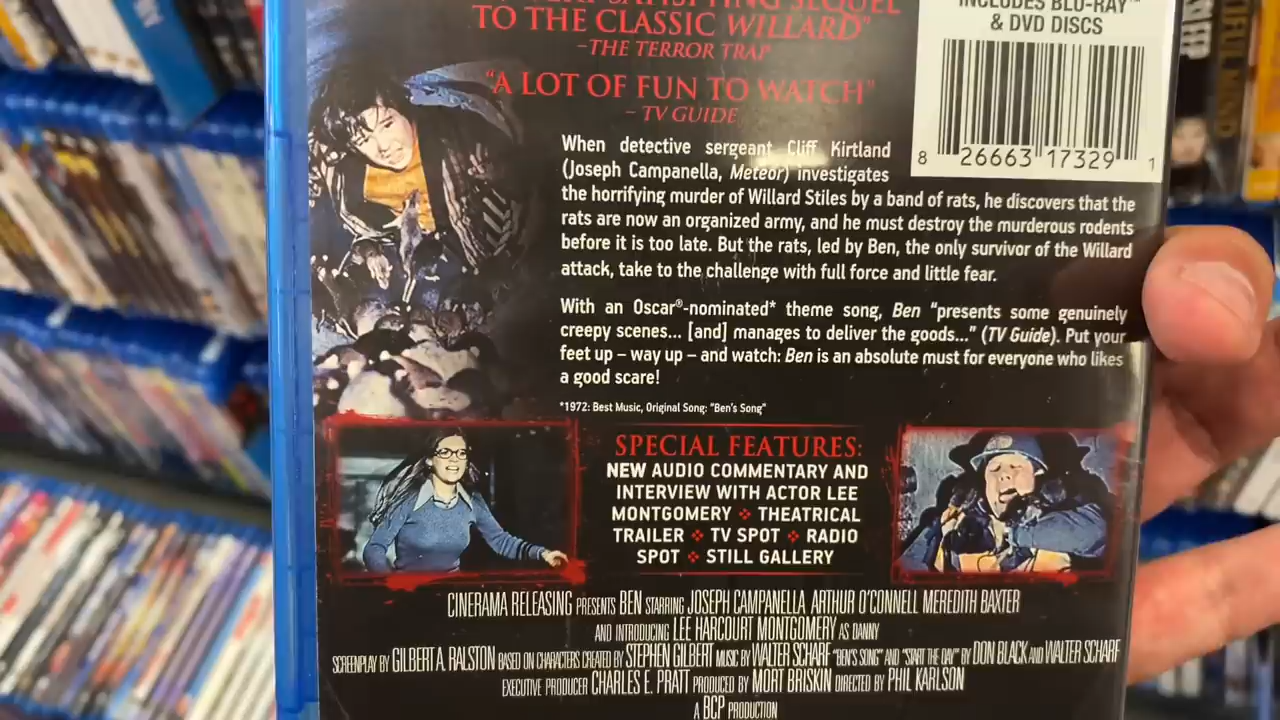 SATISFYING SEQUEL
TO THE CLASSIC WILLARD"
–THE TERROR TRAP
"A LOT OF FUN TO WATCH"
– TV GUIDE
INCLUDES BLU-RAY™
& DVD DISCS
8 26663 17329 1
When detective sergeant Cliff Kirtland
(Joseph Campanella, Meteor) investigates
the horrifying murder of Willard Stiles by a band of rats, he discovers that the
rats are now an organized army, and he must destroy the murderous rodents
before it is too late. But the rats, led by Ben, the only survivor of the Willard
attack, take to the challenge with full force and little fear.
With an Oscar®-nominated* theme song, Ben "presents some genuinely
creepy scenes... [and] manages to deliver the goods..." (TV Guide). Put your
feet up – way up – and watch: Ben is an absolute must for everyone who likes
a good scare!
*1972: Best Music, Original Song: "Ben's Song"
SPECIAL FEATURES:
NEW AUDIO COMMENTARY AND
INTERVIEW WITH ACTOR LEE
MONTGOMERY ❖ THEATRICAL
TRAILER ❖ TV SPOT ❖ RADIO
SPOT ❖ STILL GALLERY
CINERAMA RELEASING PRESENTS BEN STARRING JOSEPH CAMPANELLA ARTHUR O'CONNELL MEREDITH BAXTER
AND INTRODUCING LEE HARCOURT MONTGOMERY AS DANNY
SCREENPLAY BY GILBERT A. RALSTON BASED ON CHARACTERS CREATED BY STEPHEN GILBERT MUSIC BY WALTER SCHARF "BEN'S SONG" AND "START THE DAY" BY DON BLACK AND WALTER SCHARF
EXECUTIVE PRODUCER CHARLES E. PRATT PRODUCED BY MORT BRISKIN DIRECTED BY PHIL KARLSON
A BCP PRODUCTION